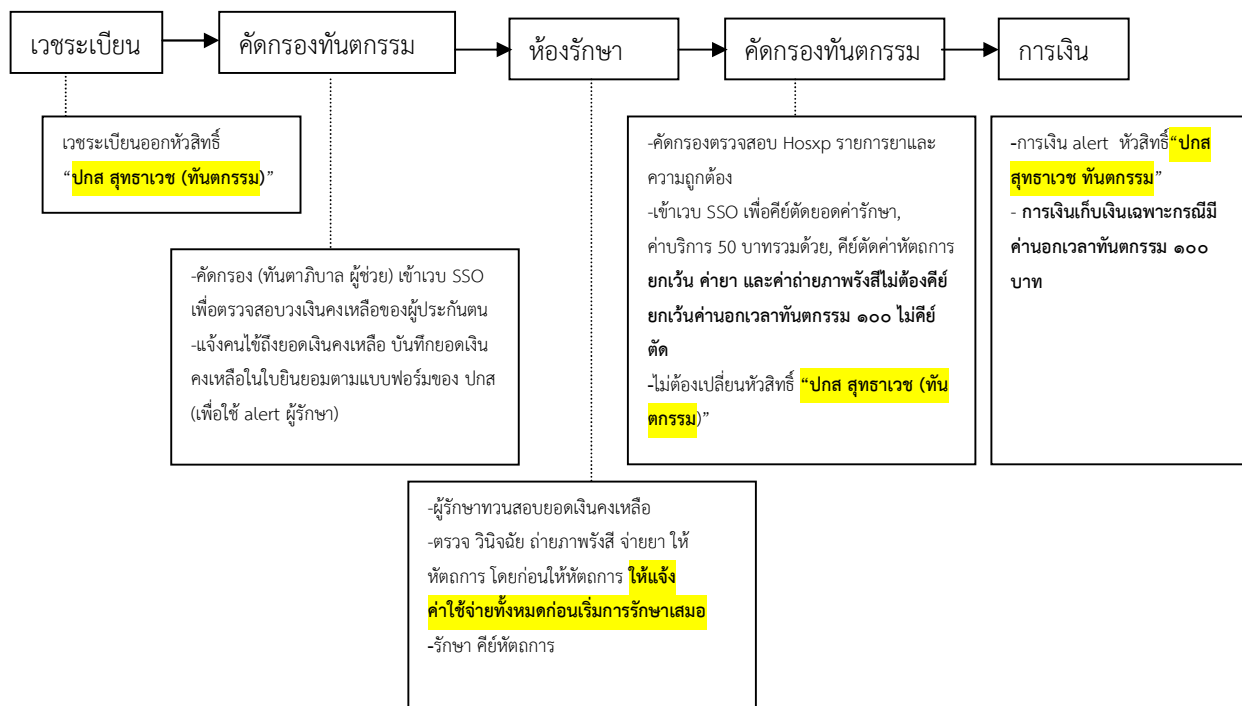 เวชระเบียน
คัดกรองทันตกรรม
ห้องรักษา
คัดกรองทันตกรรม
การเงิน
เวชระเบียนออกหัวสิทธิ์
“ปกส สุทธาเวช (ทันตกรรม)”
-คัดกรอง (ทันตาภิบาล ผู้ช่วย) เข้าเวบ SSO
เพื่อตรวจสอบวงเงินคงเหลือของผู้ประกันตน
-แจ้งคนไข้ถึงยอดเงินคงเหลือ บันทึกยอดเงิน
คงเหลือในใบยินยอมตามแบบฟอร์มของ ปกส
(เพื่อใช้ alert ผู้รักษา)
-ผู้รักษาทวนสอบยอดเงินคงเหลือ
-ตรวจ วินิจฉัย ถ่ายภาพรังสี จ่ายยา ให้
หัตถการ โดยก่อนให้หัตถการ ให้แจ้ง
ค่าใช้จ่ายทั้งหมดก่อนเริ่มการรักษาเสมอ
-รักษา คีย์หัตถการ
-คัดกรองตรวจสอบ Hosxp รายการยาและ
ความถูกต้อง
-เข้าเวบ SSO เพื่อคีย์ตัดยอดค่ารักษา,
ค่าบริการ 50 บาทรวมด้วย, คีย์ตัดค่าหัตถการ
ยกเว้น ค่ายา และค่าถ่ายภาพรังสีไม่ต้องคีย์
ยกเว้นค่านอกเวลาทันตกรรม ๑๐๐ ไม่คีย์
ตัด
-ไม่ต้องเปลี่ยนหัวสิทธิ์ “ปกส สุทธาเวช (ทัน
ตกรรม)”
-การเงิน alert หัวสิทธิ์“ปกส
สุทธาเวช ทันตกรรม”
- การเงินเก็บเงินเฉพาะกรณีมี
ค่านอกเวลาทันตกรรม ๑๐๐
บาท